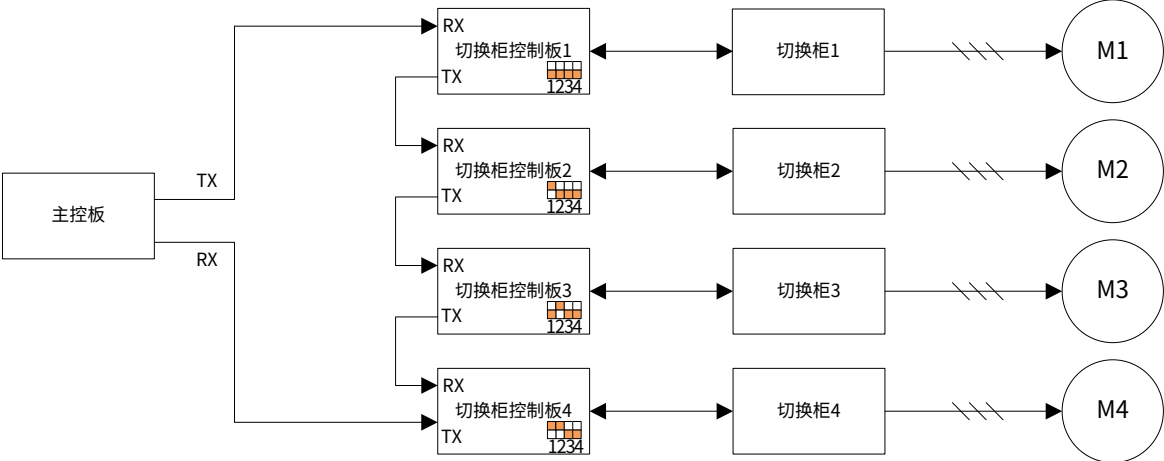 主控板
TX
RX
RX
切换柜控制板1
TX
1234
切换柜1
M1
RX
切换柜控制板2
TX
1234
切换柜2
M2
RX
切换柜控制板3
TX
1234
切换柜3
M3
RX
切换柜控制板4
TX
1234
切换柜4
M4